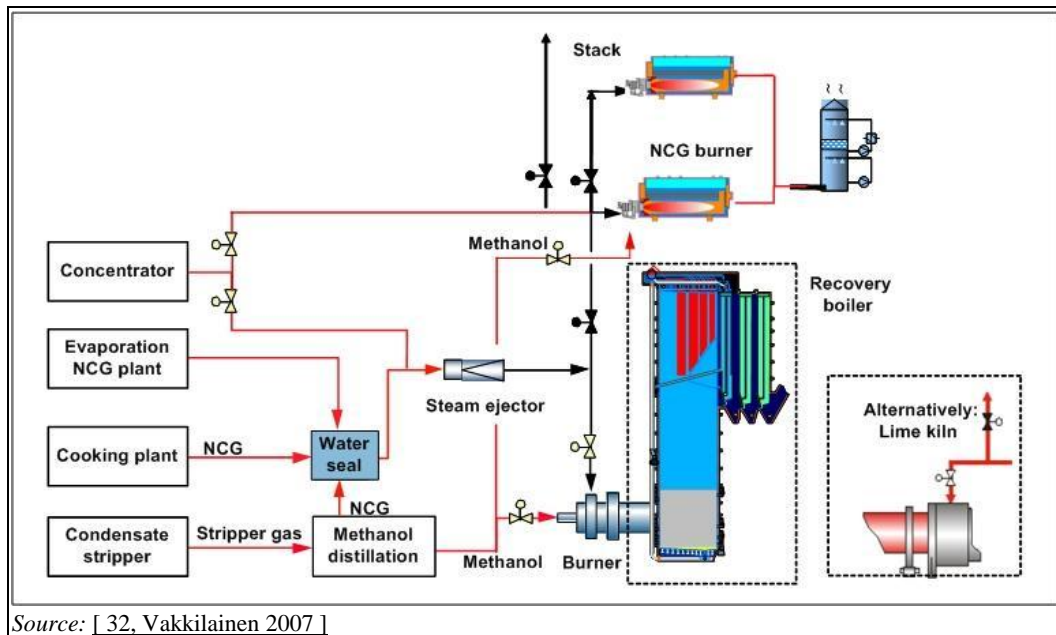 Stack
NCG burner
Methanol
Concentrator
Recovery
boiler
Evaporation
NCG plant
Steam ejector
Alternatively:
Lime kiln
Cooking plant
NCG
Water
seal
NCG
Condensate
stripper
Stripper gas
Methanol
distillation
Methanol
Burner
Source: [ 32, Vakkilainen 2007 ]